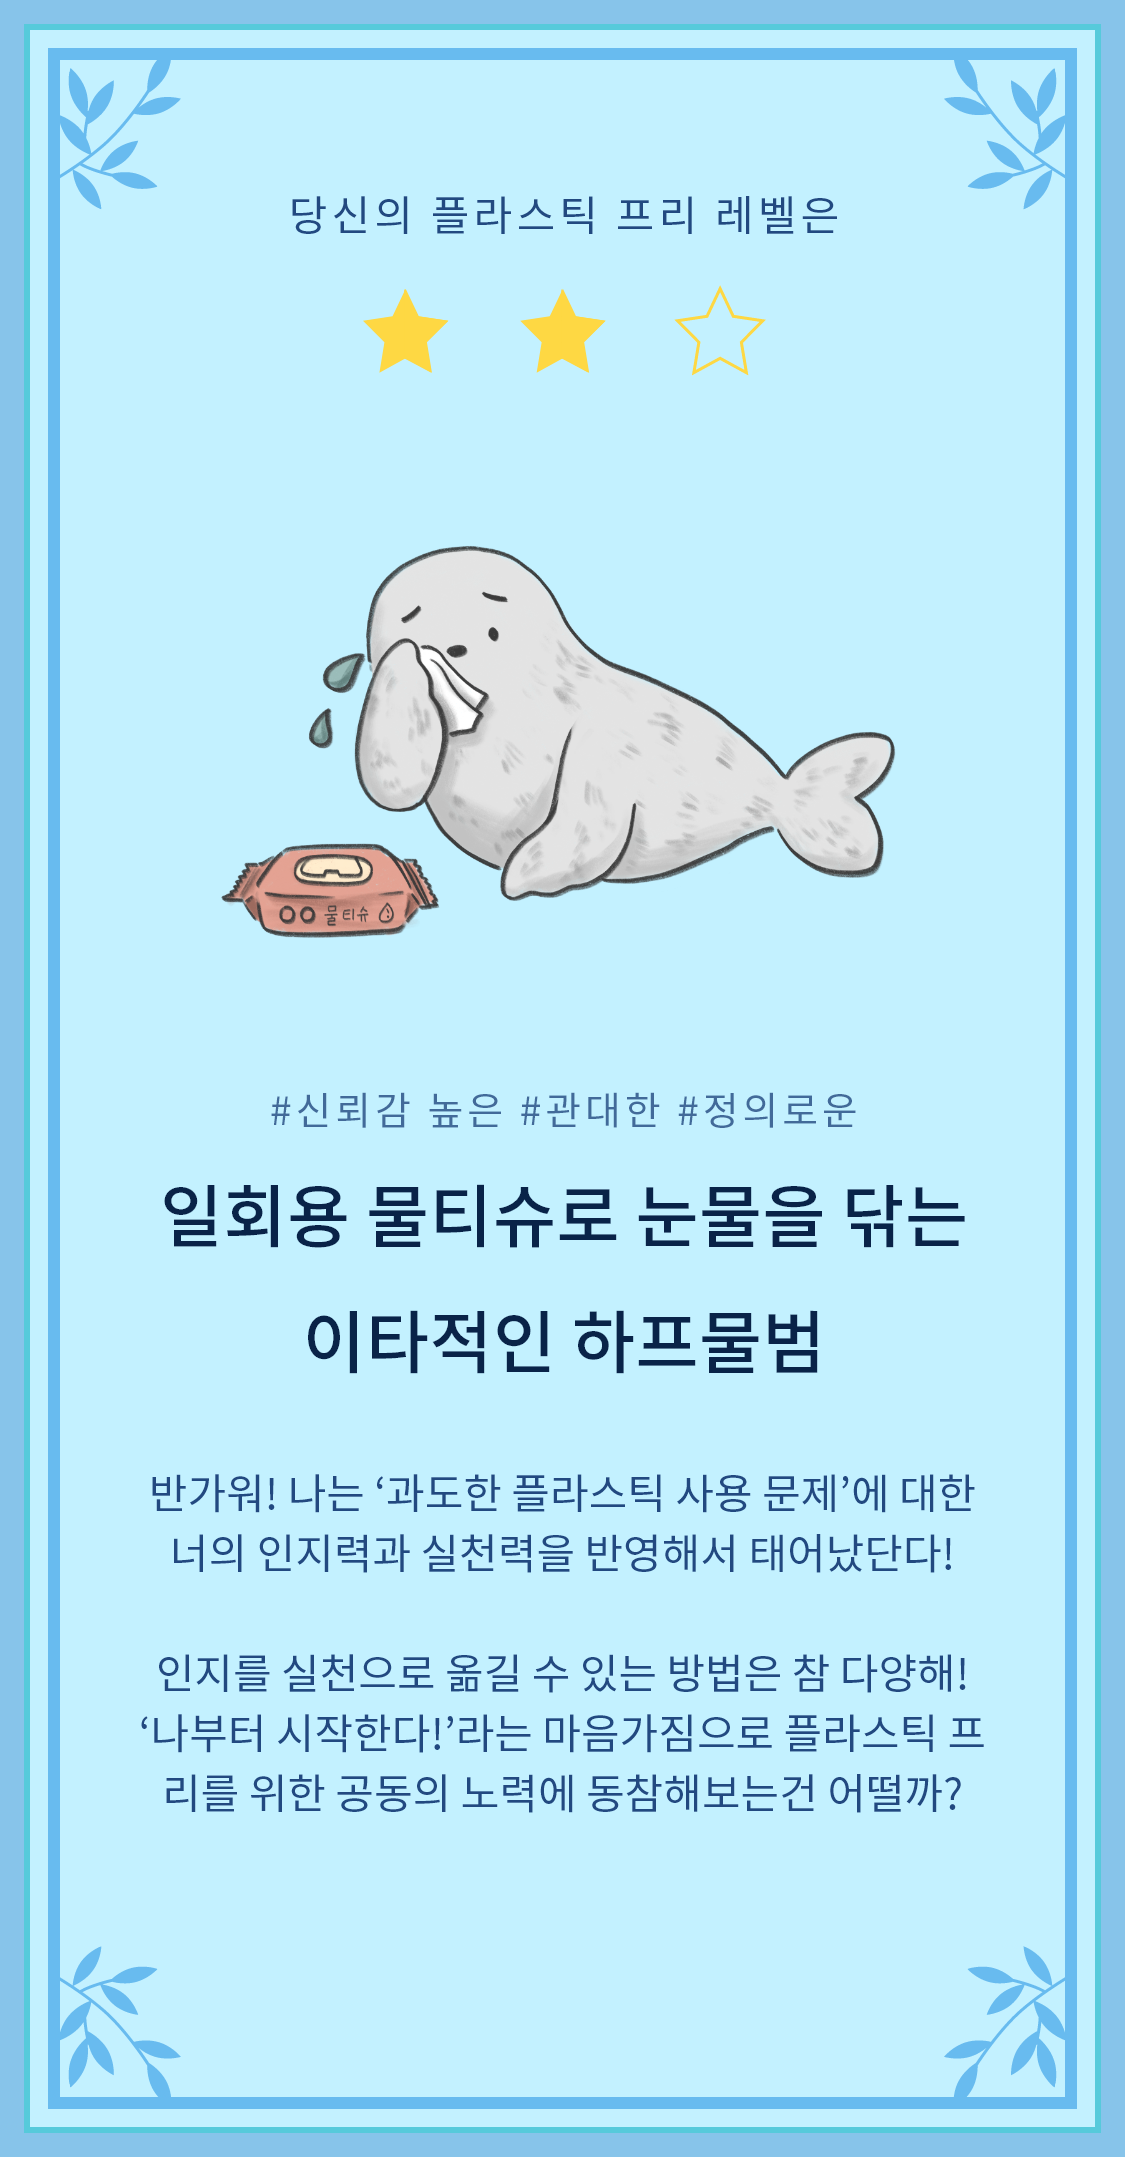 당신의 플라스틱 프리 레벨은
물티슈
#신뢰감 높은 #관대한 #정의로운
일회용 물티슈로 눈물을 닦는
이타적인 하프물범
반가워! 나는 ‘과도한 플라스틱 사용 문제’에 대한
너의 인지력과 실천력을 반영해서 태어났단다!
인지를 실천으로 옮길 수 있는 방법은 참 다양해!
‘나부터 시작한다!’라는 마음가짐으로 플라스틱 프
리를 위한 공동의 노력에 동참해보는건 어떨까?